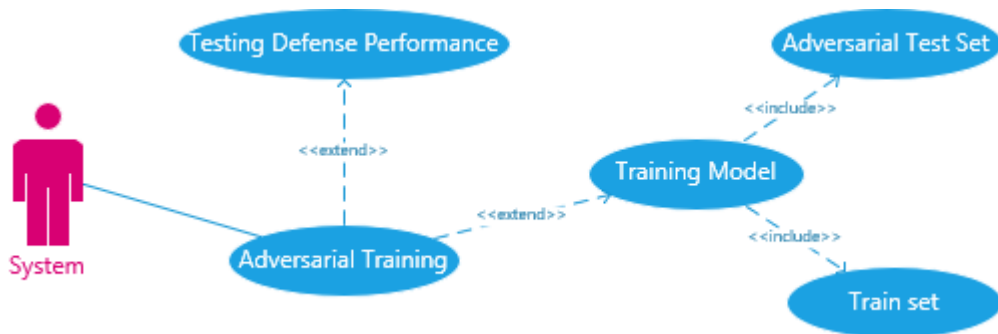 Testing Defense Performance
Adversarial Test Set
<<include>>
<<extend>>
Training Model
<<extend>>
<<include>>
System
Adversarial Training
Train set